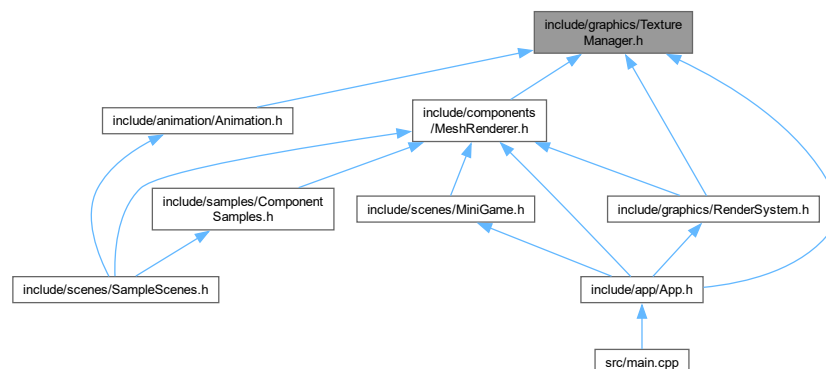 include/graphics/Texture
Manager.h
include/animation/Animation.h
include/components
/MeshRenderer.h
include/samples/Component
Samples.h
include/scenes/MiniGame.h
include/graphics/RenderSystem.h
include/scenes/SampleScenes.h
include/app/App.h
src/main.cpp